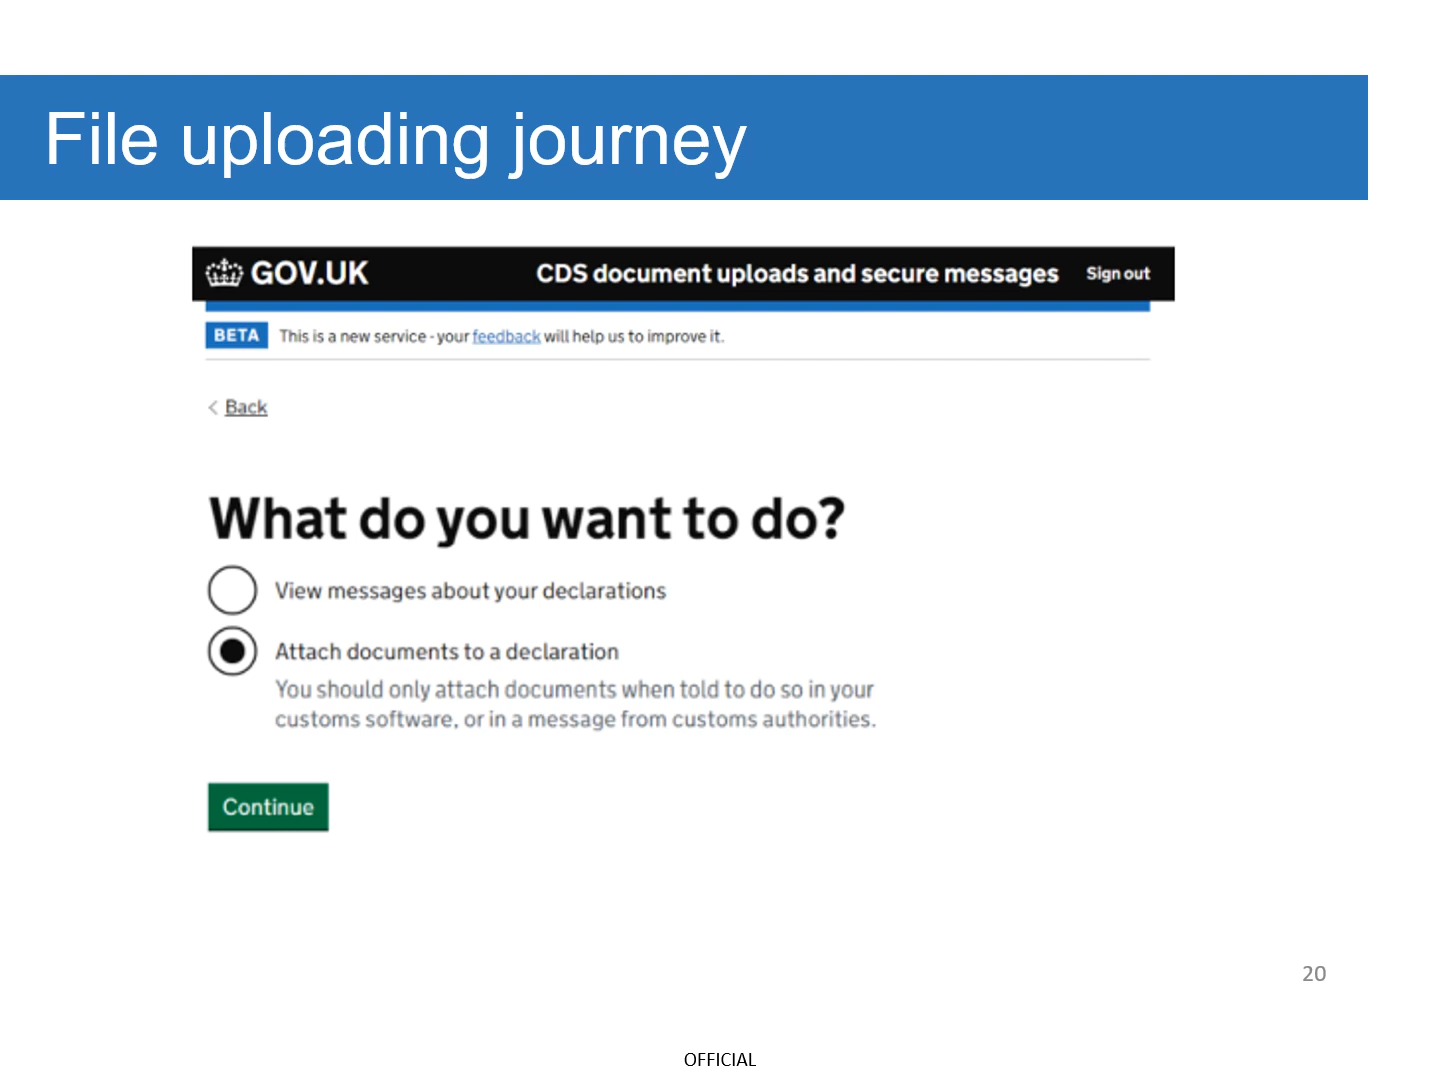 File uploading journey
GOV.UK CDS document uploads and secure messages Sign out
BETA This is a new service - your feedback will help us to improve it.
< Back
What do you want to do?
View messages about your declarations
Attach documents to a declaration
You should only attach documents when told to do so in your
customs software, or in a message from customs authorities.
Continue
20
OFFICIAL